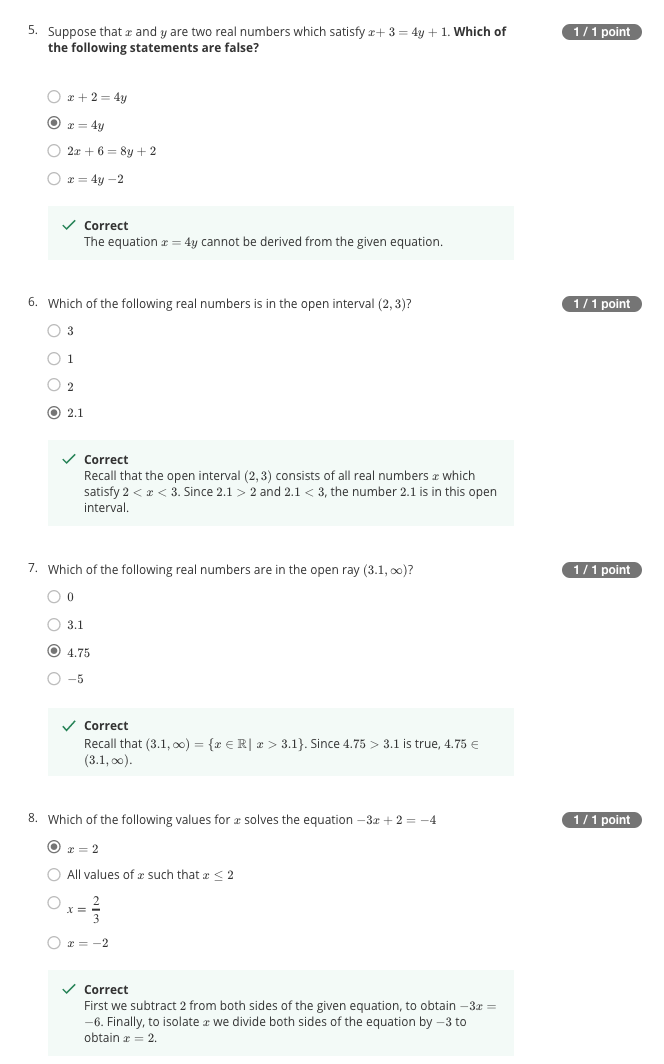 5. Suppose that x and y are two real numbers which satisfy x+ 3 = 4y + 1. Which of 1 / 1 point
the following statements are false?
x + 2 = 4y
x = 4y
2x + 6 = 8y + 2
x = 4y −2
Correct
The equation x = 4y cannot be derived from the given equation.
6. Which of the following real numbers is in the open interval (2, 3)? 1 / 1 point
3
1
2
2.1
Correct
Recall that the open interval (2, 3) consists of all real numbers x which
satisfy 2 < x < 3. Since 2.1 > 2 and 2.1 < 3, the number 2.1 is in this open
interval.
7. Which of the following real numbers are in the open ray (3.1, ∞)? 1 / 1 point
0
3.1
4.75
−5
Correct
Recall that (3.1, ∞) = {x ∈ ℝ| x > 3.1}. Since 4.75 > 3.1 is true, 4.75 ∈
(3.1, ∞).
8. Which of the following values for x solves the equation −3x + 2 = −4 1 / 1 point
x = 2
All values of x such that x ≤ 2
x = 2/3
x = −2
Correct
First we subtract 2 from both sides of the given equation, to obtain −3x =
−6. Finally, to isolate x we divide both sides of the equation by −3 to
obtain x = 2.